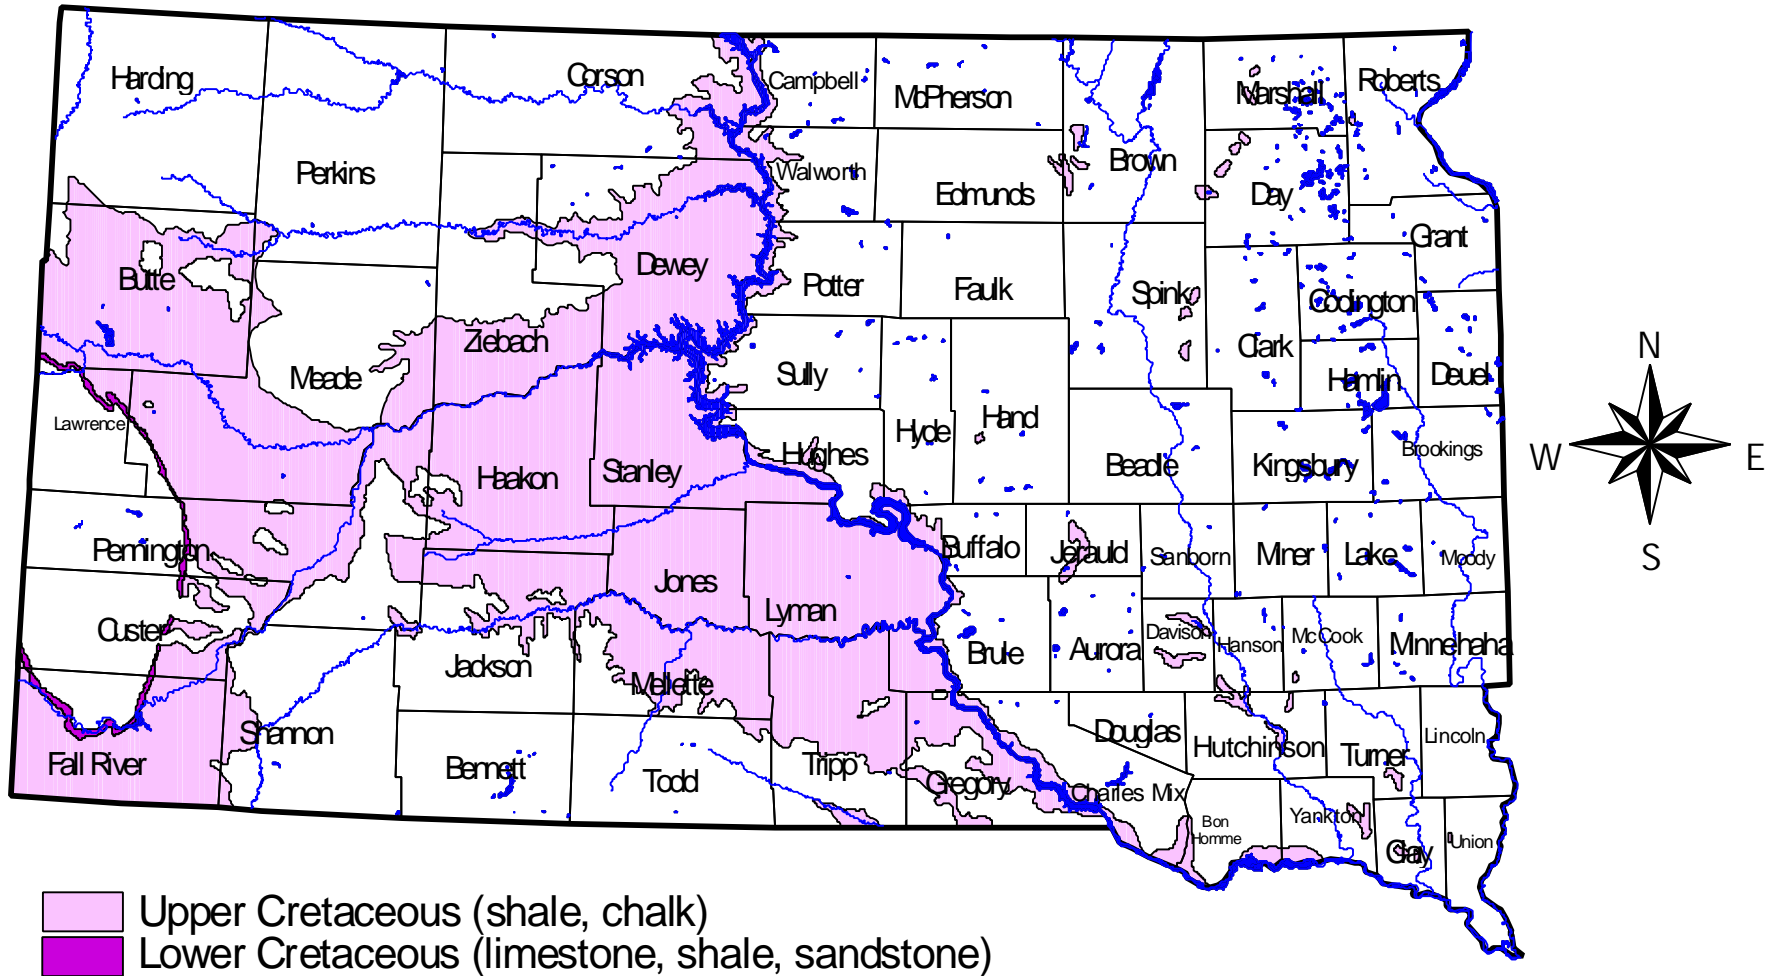 Harding
Corson
Campbell
McPherson
Marshall
Roberts
Perkins
Walworth
Edmunds
Brown
Day
Grant
Butte
Dewey
Potter
Faulk
Spink
Codington
Ziebach
Meade
Sully
Clark
Hamlin
Deuel
Lawrence
Hyde
Hand
Haakon
Stanley
Hughes
Beadle
Kingsbury
Brookings
Pennington
Jones
Lyman
Buffalo
Jerauld
Sanborn
Miner
Lake
Moody
Custer
Jackson
Mellette
Brule
Aurora
Davison
Hanson
McCook
Minnehaha
Fall River
Shannon
Bennett
Todd
Tripp
Gregory
Douglas
Charles Mix
Hutchinson
Turner
Lincoln
Bon
Homme
Yankton
Clay
Union
N
W
E
S
Upper Cretaceous (shale, chalk)
Lower Cretaceous (limestone, shale, sandstone)